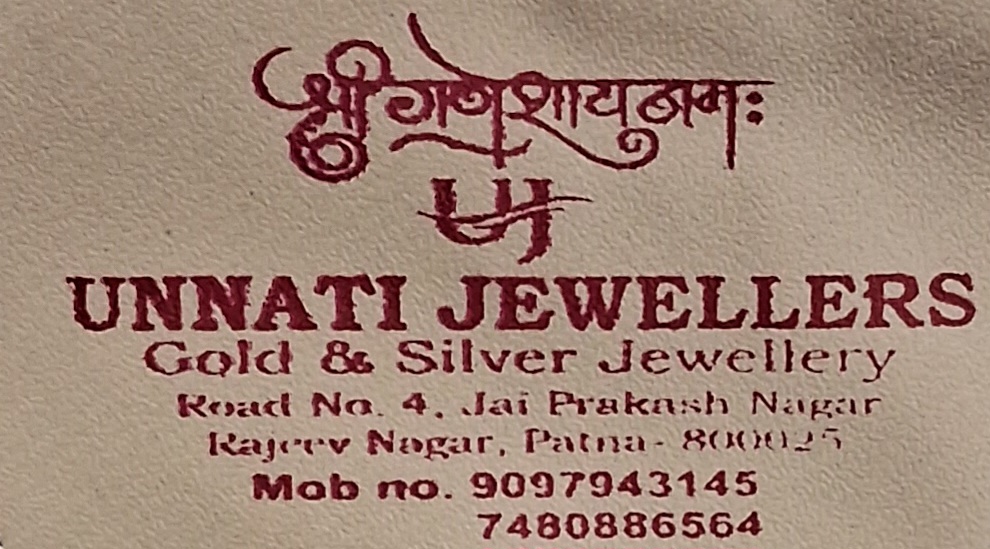 श्री गणेशाय नमः
UJ
UNNATI JEWELLERS
Gold & Silver Jewellery
Road No. 4, Jai Prakash Nagar
Rajeev Nagar, Patna- 800025
Mob no. 9097943145
7480886564